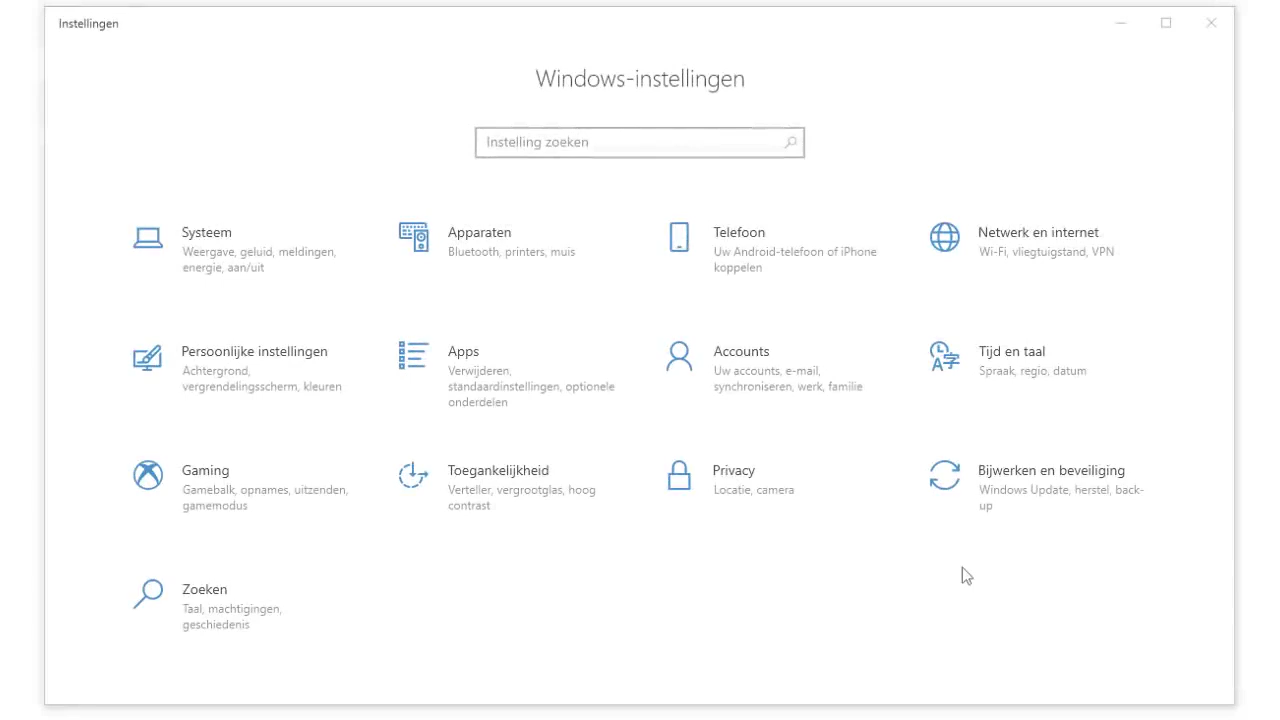 Instellingen
Windows-instellingen
Instelling zoeken
Systeem
Weergave, geluid, meldingen,
energie, aan/uit
Apparaten
Bluetooth, printers, muis
Telefoon
Uw Android-telefoon of iPhone
koppelen
Netwerk en internet
Wi-Fi, vliegtuigstand, VPN
Persoonlijke instellingen
Achtergrond,
vergrendelingsscherm, kleuren
Apps
Verwijderen,
standaardinstellingen, optionele
onderdelen
Accounts
Uw accounts, e-mail,
synchroniseren, werk, familie
Tijd en taal
Spraak, regio, datum
Gaming
Gamebalk, opnames, uitzenden,
gamemodus
Toegankelijkheid
Verteller, vergrootglas, hoog
contrast
Privacy
Locatie, camera
Bijwerken en beveiliging
Windows Update, herstel, back-
up
Zoeken
Taal, machtigingen,
geschiedenis